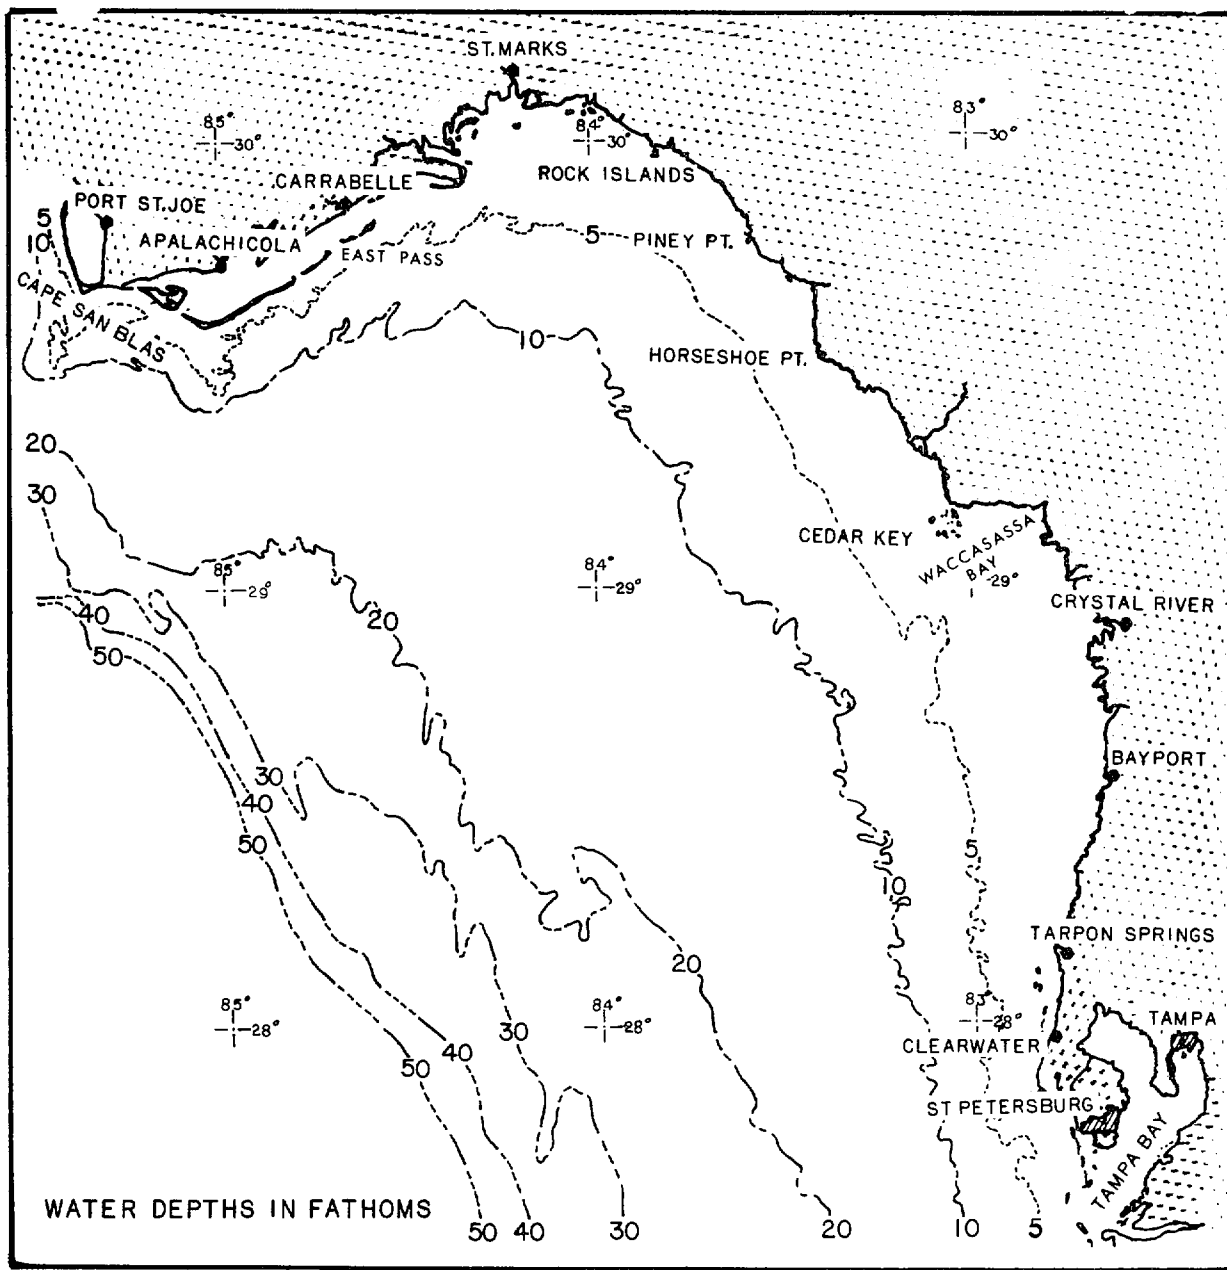 ST. MARKS
85°
30°
84°
30°
83°
30°
CARRABELLE
ROCK ISLANDS
PORT ST. JOE
5
10
APALACHICOLA
EAST PASS
5
PINEY PT.
CAPE SAN BLAS
10
HORSESHOE PT.
20
30
CEDAR KEY
WACCASASSA
BAY
29°
85°
29°
84°
29°
CRYSTAL RIVER
40
20
50
30
BAYPORT
40
50
5
10
TARPON SPRINGS
20
85°
28°
84°
28°
83°
28°
TAMPA
30
CLEARWATER
40
50
ST PETERSBURG
TAMPA BAY
WATER DEPTHS IN FATHOMS
50
40
30
20
10
5